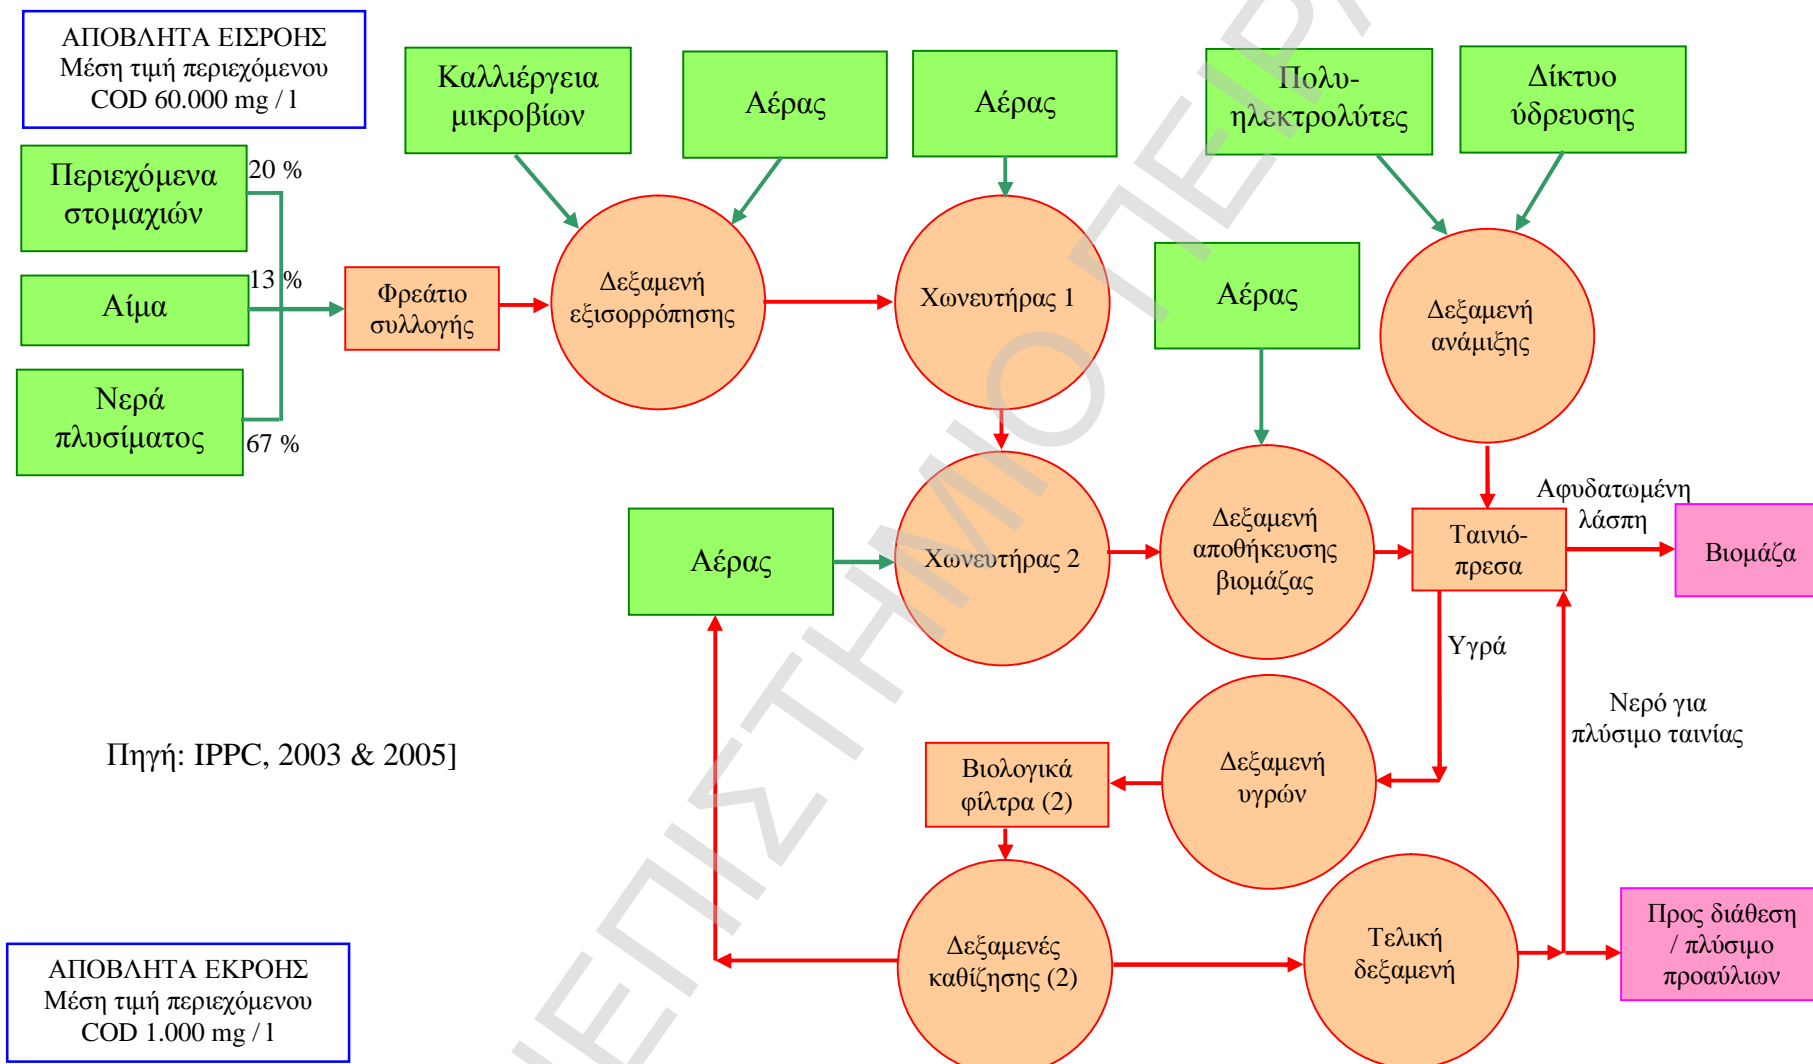 ΑΠΟΒΛΗΤΑ ΕΙΣΡΟΗΣ
Μέση τιμή περιεχόμενου
COD 60.000 mg / l
Καλλιέργεια
μικροβίων
Αέρας
Αέρας
Πολυ-
ηλεκτρολύτες
Δίκτυο
ύδρευσης
Περιεχόμενα
στομαχιών
20 %
Αίμα
13 %
Νερά
πλυσίματος
67 %
Φρεάτιο
συλλογής
Δεξαμενή
εξισορρόπησης
Χωνευτήρας 1
Αέρας
Δεξαμενή
ανάμιξης
Αέρας
Χωνευτήρας 2
Δεξαμενή
αποθήκευσης
βιομάζας
Ταινιό-
πρεσα
Αφυδατωμένη
λάσπη
Βιομάζα
Υγρά
Νερό για
πλύσιμο ταινίας
Πηγή: IPPC, 2003 & 2005]
Βιολογικά
φίλτρα (2)
Δεξαμενή
υγρών
Δεξαμενές
καθίζησης (2)
Τελική
δεξαμενή
Προς διάθεση
/ πλύσιμο
προαύλιων
ΑΠΟΒΛΗΤΑ ΕΚΡΟΗΣ
Μέση τιμή περιεχόμενου
COD 1.000 mg / l
ΝΕΠΙΣΤΗΜΙΟ ΠΕΙΡΑ